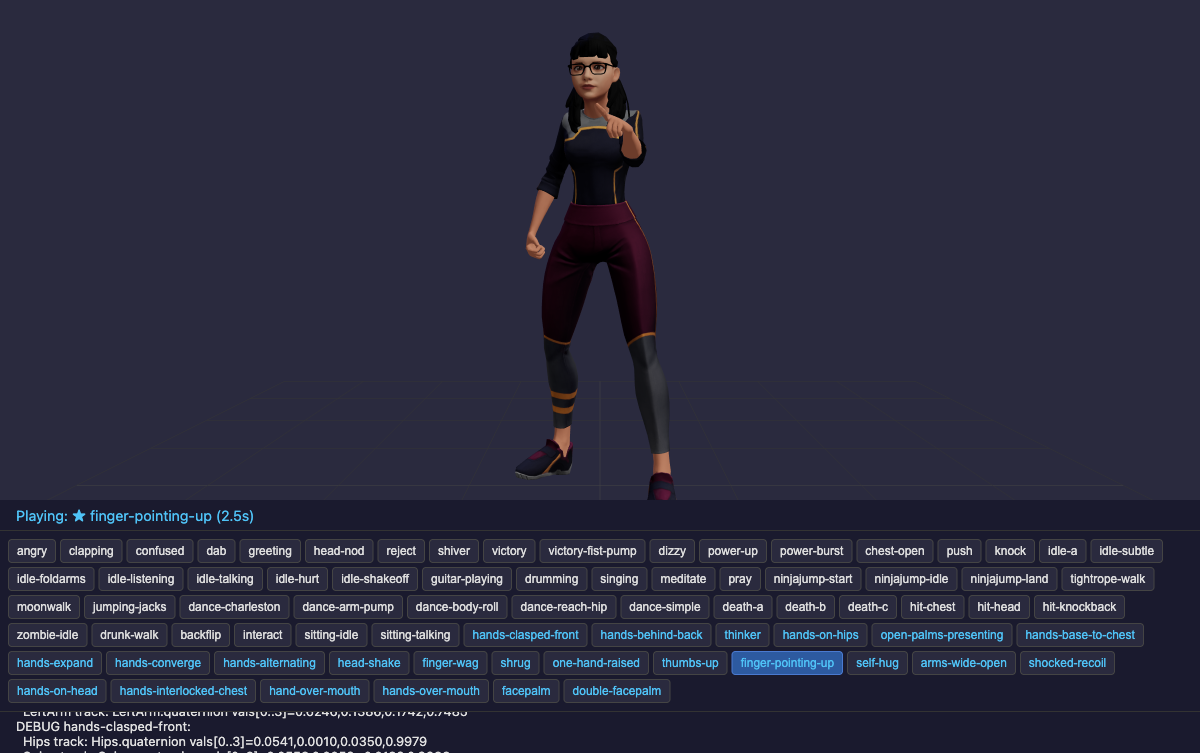 Playing: ★ finger-pointing-up (2.5s)
angry clapping confused dab greeting head-nod reject shiver victory victory-fist-pump dizzy power-up power-burst chest-open push knock idle-a idle-subtle
idle-foldarms idle-listening idle-talking idle-hurt idle-shakeoff guitar-playing drumming singing meditate pray ninjajump-start ninjajump-idle ninjajump-land tightrope-walk
moonwalk jumping-jacks dance-charleston dance-arm-pump dance-body-roll dance-reach-hip dance-simple death-a death-b death-c hit-chest hit-head hit-knockback
zombie-idle drunk-walk backflip interact sitting-idle sitting-talking hands-clasped-front hands-behind-back thinker hands-on-hips open-palms-presenting hands-base-to-chest
hands-expand hands-converge hands-alternating head-shake finger-wag shrug one-hand-raised thumbs-up finger-pointing-up self-hug arms-wide-open shocked-recoil
hands-on-head hands-interlocked-chest hand-over-mouth hands-over-mouth facepalm double-facepalm
LeftArm track: LeftArm.quaternion
DEBUG hands-clasped-front:
Hips track: Hips.quaternion vals[0..3]=0.0541,0.0010,0.0350,0.9979